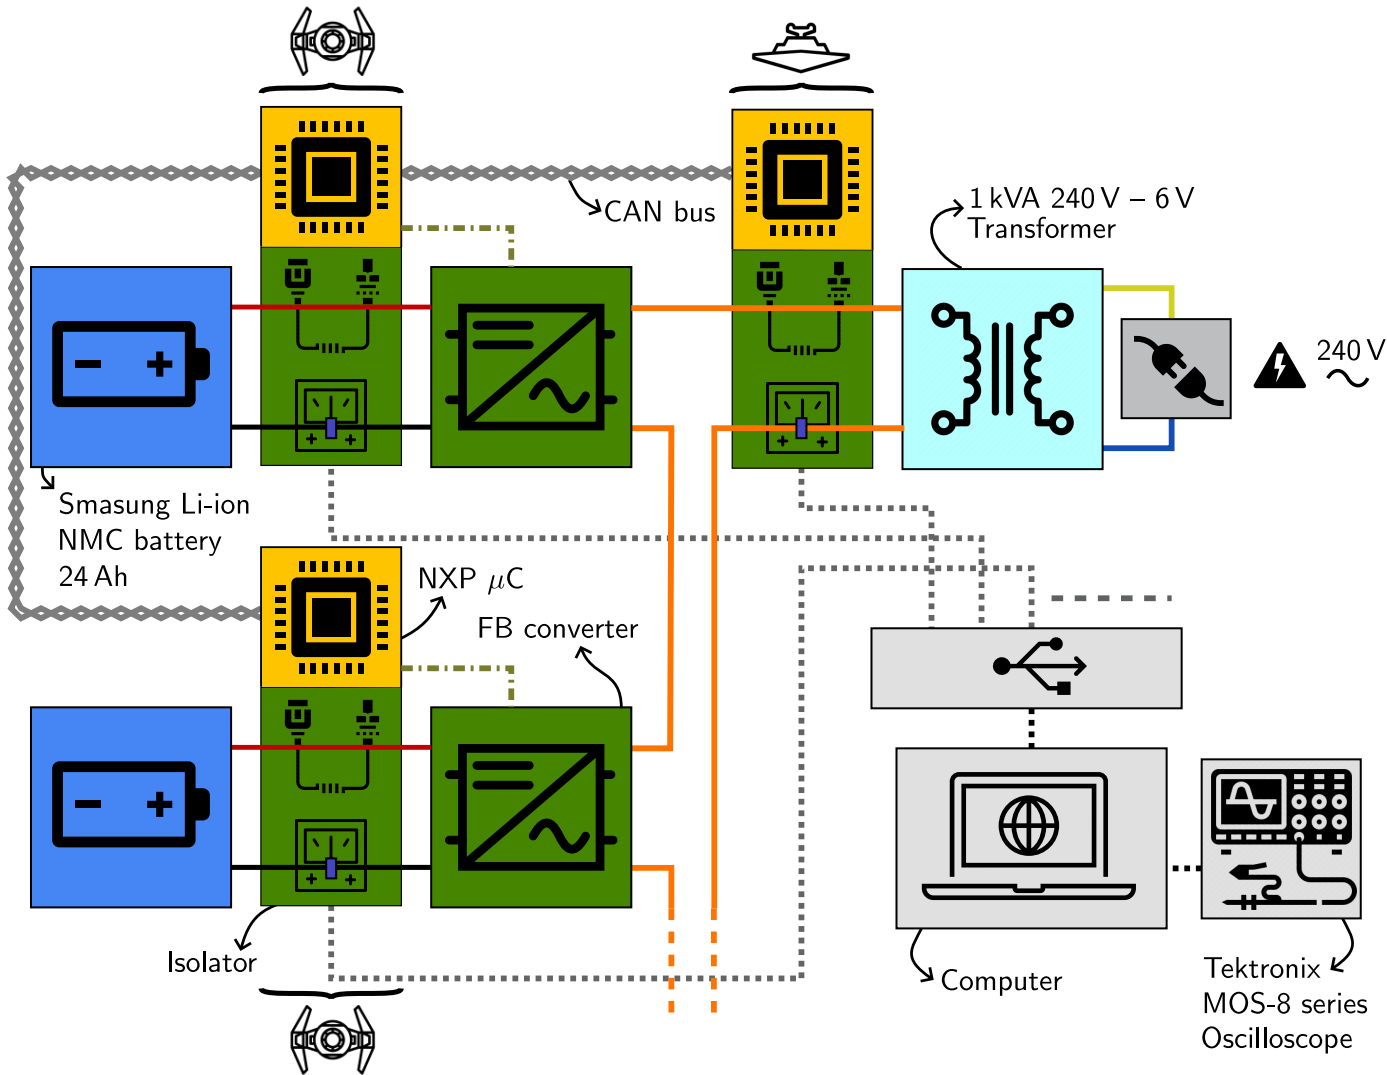 CAN bus
1 kVA 240 V – 6 V
Transformer
240 V
Smasung Li-ion
NMC battery
24 Ah
NXP μC
FB converter
Isolator
Computer
Tektronix
MOS-8 series
Oscilloscope